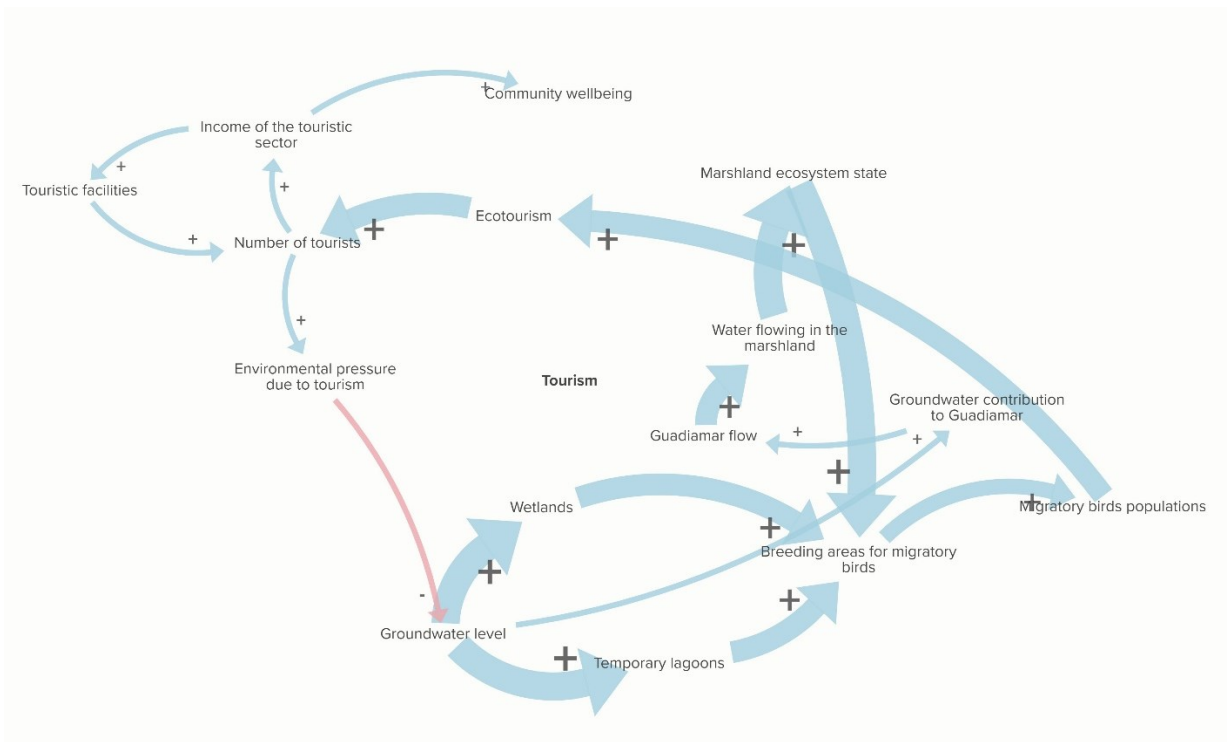 +
Community wellbeing
Income of the touristic
sector
+
Touristic facilities
+
+
Number of tourists
Ecotourism
+
+
Marshland ecosystem state
+
+
Environmental pressure
due to tourism
Tourism
Water flowing in the
marshland
+
Guadiamar flow
+
Groundwater contribution
to Guadiamar
+
+
Wetlands
+
+
Migratory birds populations
+
Breeding areas for migratory
birds
+
-
Groundwater level
+
Temporary lagoons
+